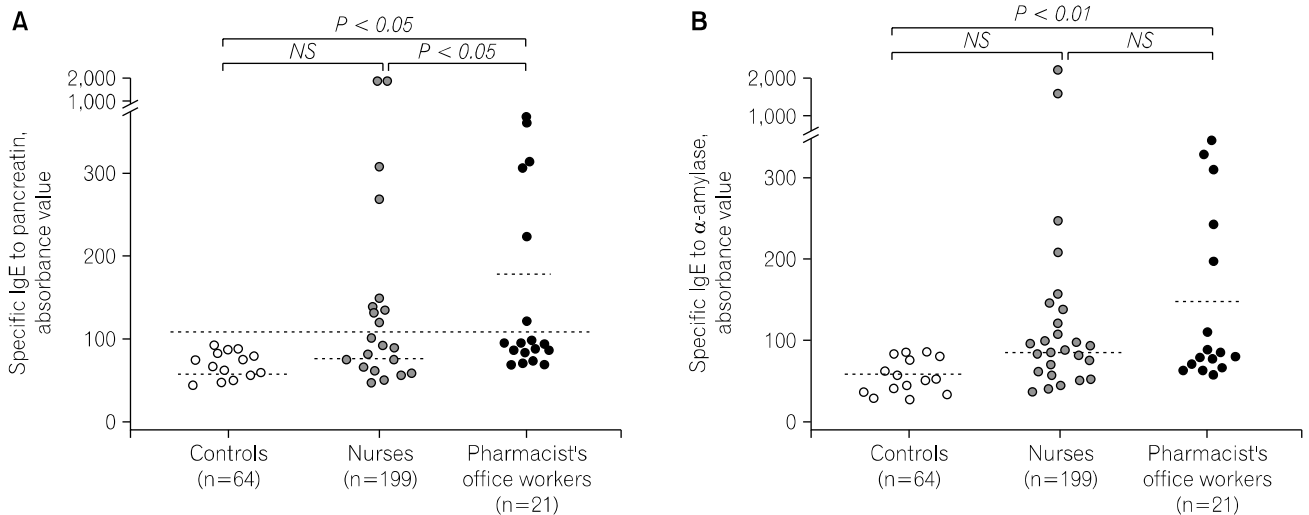 A
P < 0.05
NS
P < 0.05
Specific IgE to pancreatin,
absorbance value
2,000
1,000
300
200
100
0
Controls
(n=64)
Nurses
(n=199)
Pharmacist's
office workers
(n=21)
B
P < 0.01
NS
NS
Specific IgE to α-amylase,
absorbance value
2,000
1,000
300
200
100
0
Controls
(n=64)
Nurses
(n=199)
Pharmacist's
office workers
(n=21)